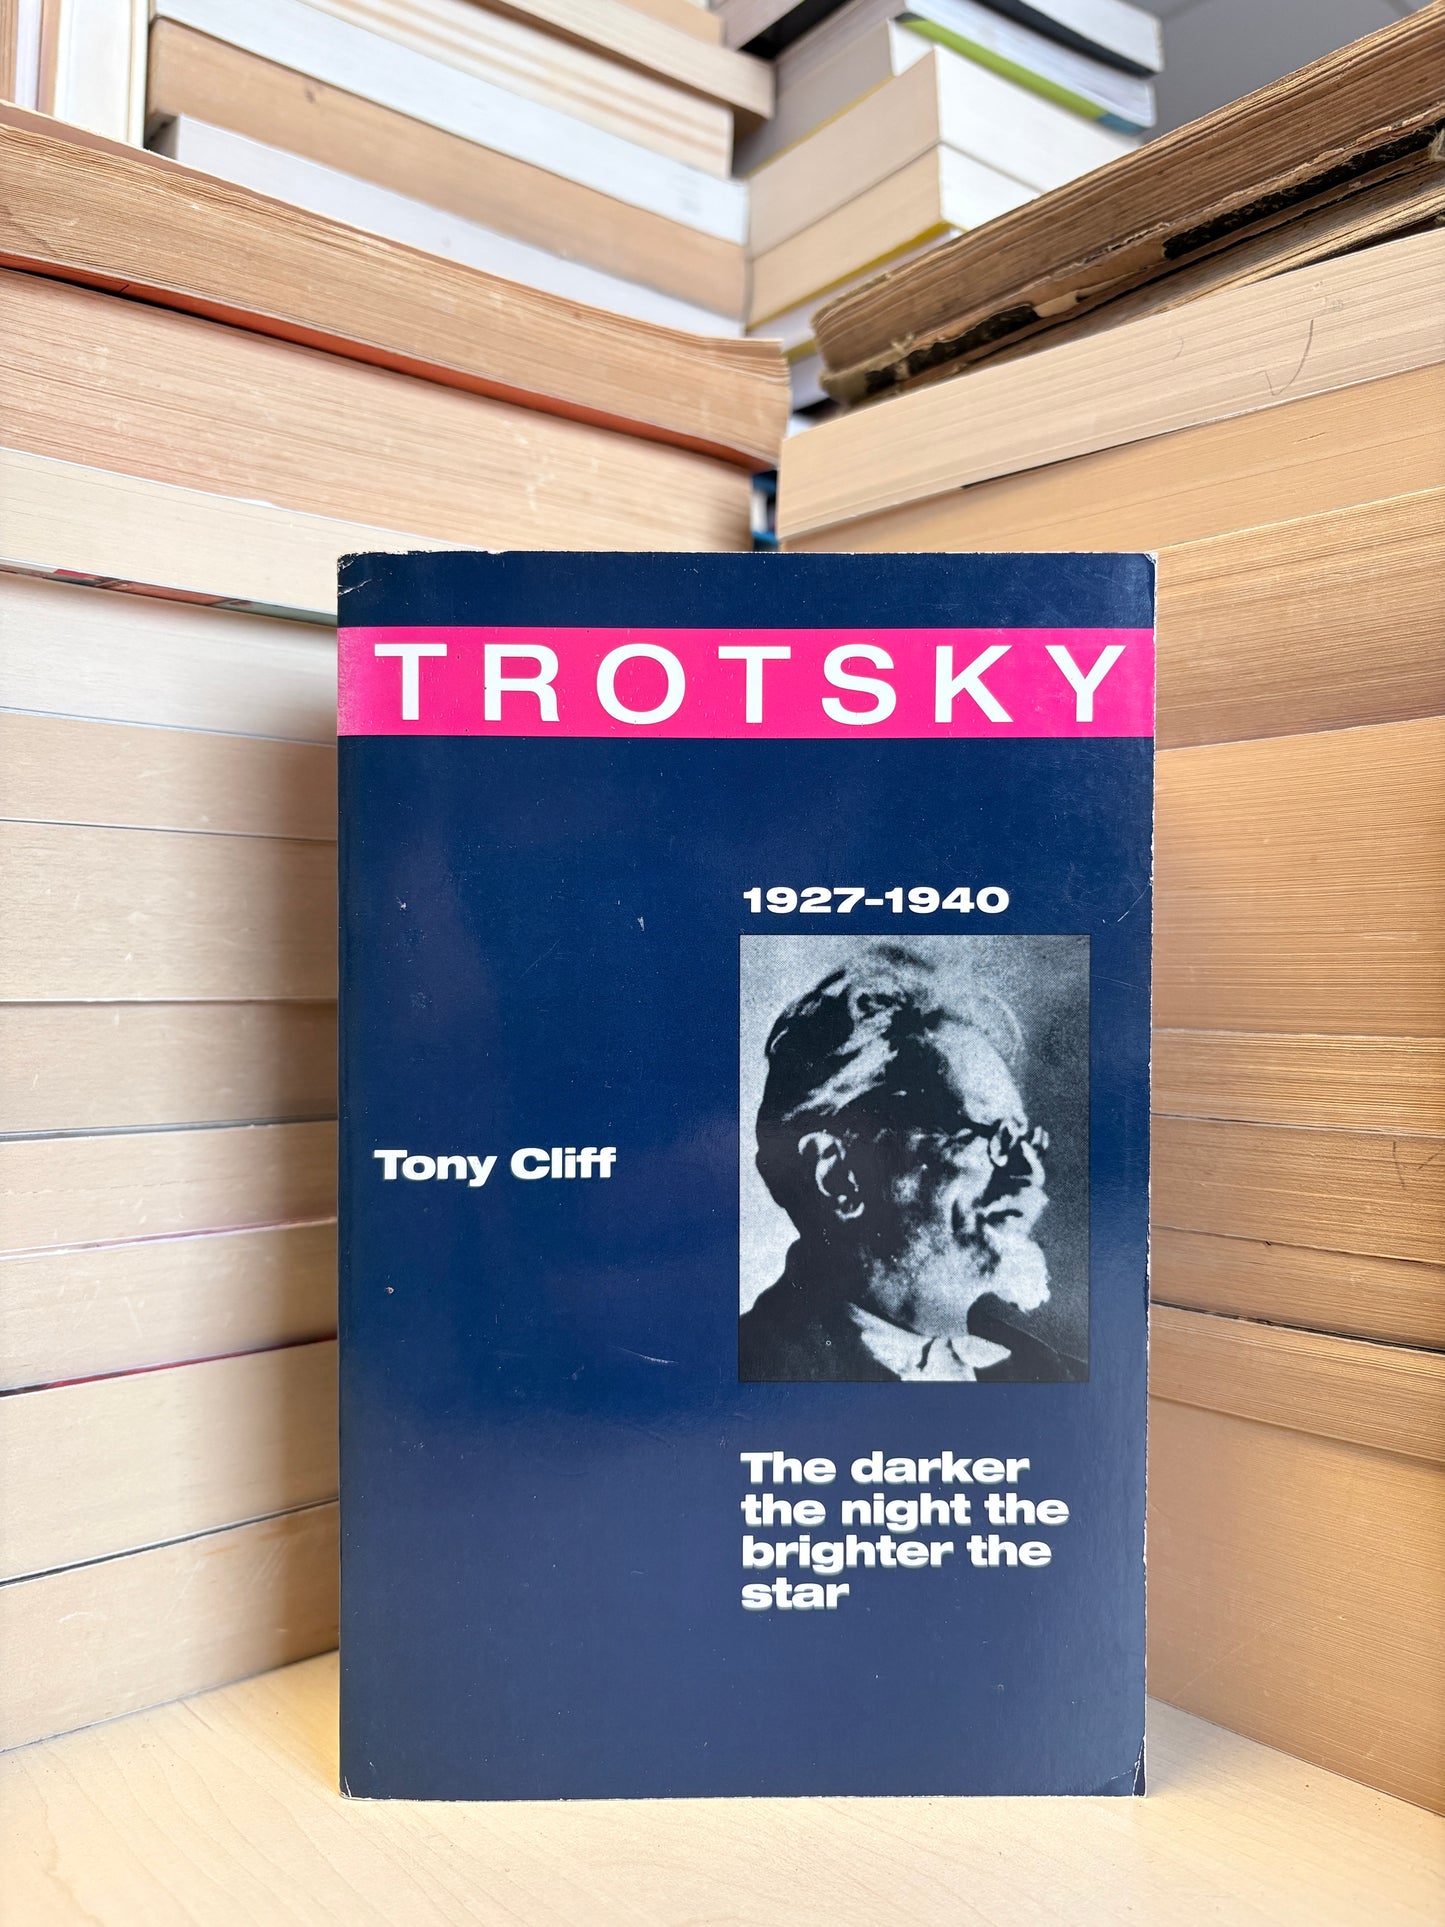 TROTSKY
1927-1940
Tony Cliff
The darker
the night the
brighter the
star